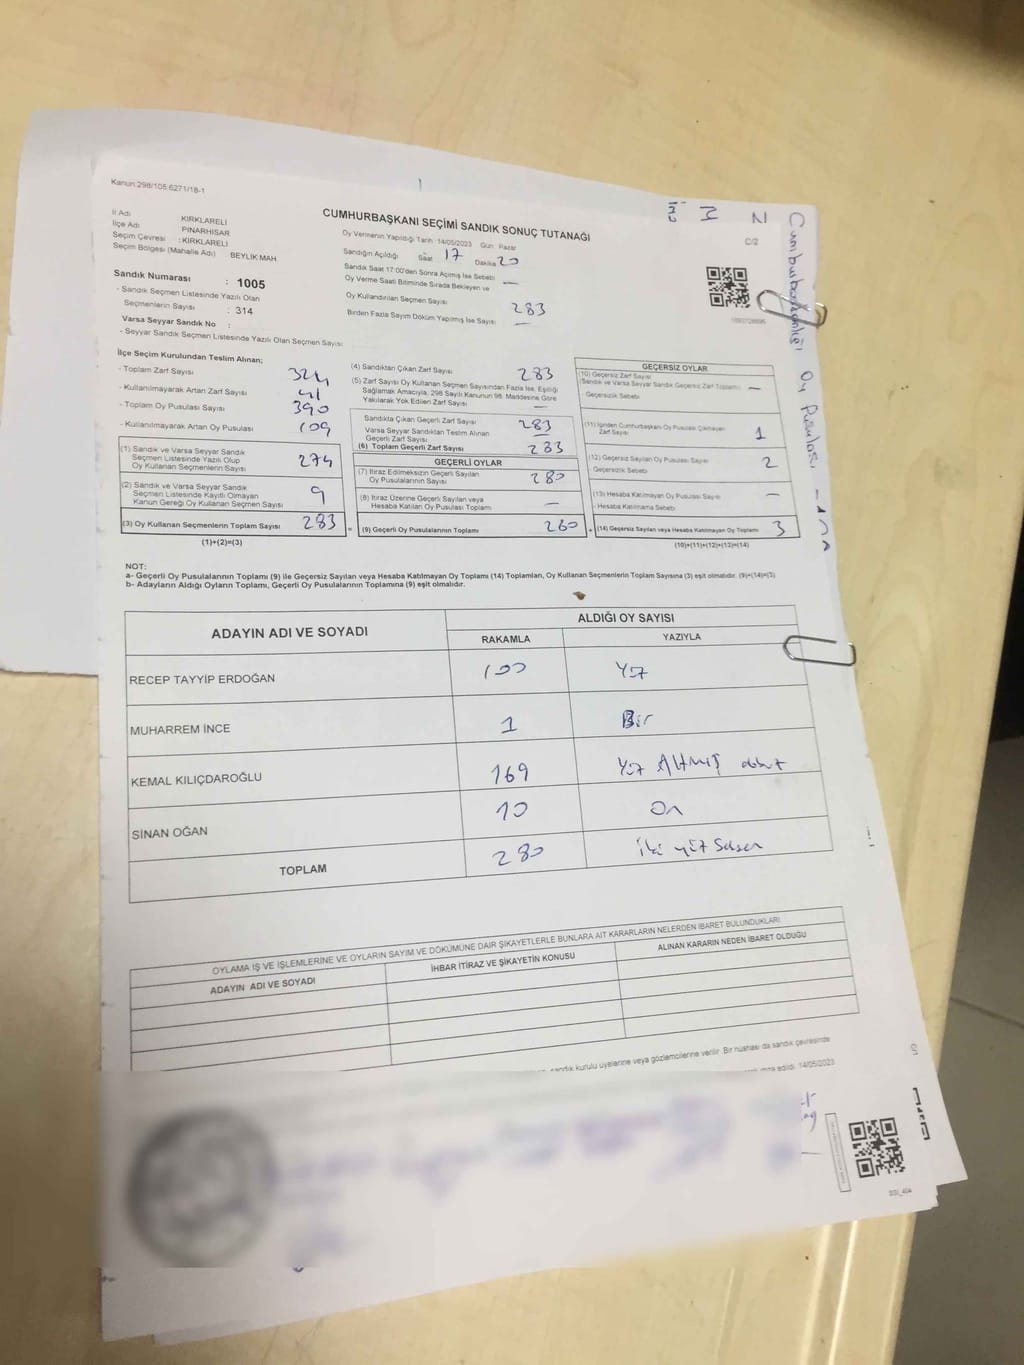 Kanun:298/105.6271/18-1
CUMHURBAŞKANI SEÇİMİ SANDIK SONUÇ TUTANAĞI
C/2
Cumhurbaşkanlığı Oy Pusulası
İl Adı KIRKLARELİ
İlçe Adı PINARHISAR
Seçim Çevresi : KIRKLARELİ
Seçim Bölgesi (Mahalle Adı) BEYLIK MAH
Sandık Numarası : 1005
- Sandık Seçmen Listesinde Yazılı Olan
Seçmenlerin Sayısı : 314
Varsa Seyyar Sandık No :
- Seyyar Sandık Seçmen Listesinde Yazılı Olan Seçmen Sayısı
Oy Vermenin Yapıldığı Tarih :14/05/2023 Gün Pazar
Sandığın Açıldığı Saat 17 Dakika 20
Sandık Saat 17:00'den Sonra Açımış İse Sebebi
Oy Verme Saati Bitiminde Sırada Bekleyen ve —
Oy Kullandırılan Seçmen Sayısı 283
Birden Fazla Sayım Döküm Yapılmış İse Sayısı —
İlçe Seçim Kurulundan Teslim Alınan;
- Toplam Zarf Sayısı 324
- Kullanılmayarak Artan Zarf Sayısı 41
- Toplam Oy Pusulası Sayısı 390
- Kullanılmayarak Artan Oy Pusulası 109
(1) Sandık ve Varsa Seyyar Sandık
Seçmen Listesinde Yazılı Olup
Oy Kullanan Seçmenlerin Sayısı 274
(2) Sandık ve Varsa Seyyar Sandık
Seçmen Listesinde Kayıtlı Olmayan
Kanun Gereği Oy Kullanan Seçmen Sayısı 9
(3) Oy Kullanan Seçmenlerin Toplam Sayısı 283
(1)+(2)=(3)
(4) Sandıktan Çıkan Zarf Sayısı 283
(5) Zarf Sayısı Oy Kullanan Seçmen Sayısından Fazla İse, Eşitliği
Sağlamak Amacıyla, 298 Sayılı Kanunun 98. Maddesine Göre
Yakılarak Yok Edilen Zarf Sayısı —
Sandıkta Çıkan Geçerli Zarf Sayısı 283
Varsa Seyyar Sandıktan Teslim Alınan
Geçerli Zarf Sayısı —
(6) Toplam Geçerli Zarf Sayısı 283
GEÇERLİ OYLAR
(7) İtiraz Edilmeksizin Geçerli Sayılan
Oy Pusulalarının Sayısı 280
(8) İtiraz Üzerine Geçerli Sayılan veya
Hesaba Katılan Oy Pusulası Toplamı —
= (9) Geçerli Oy Pusulalarının Toplamı 280
GEÇERSİZ OYLAR
(10) Geçersiz Zarf Sayısı
(Sandık ve Varsa Seyyar Sandık Geçersiz Zarf Toplamı) —
- Geçersizlik Sebebi
(11) İçinden Cumhurbaşkanı Oy Pusulası Çıkmayan
Zarf Sayısı 1
(12) Geçersiz Sayılan Oy Pusulası Sayısı 2
- Geçersizlik Sebebi
(13) Hesaba Katılmayan Oy Pusulası Sayısı —
- Hesaba Katılmama Sebebi
+ (14) Geçersiz Sayılan veya Hesaba Katılmayan Oy Toplamı 3
(10)+(11)+(12)+(13)=(14)
NOT:
a- Geçerli Oy Pusulalarının Toplamı (9) ile Geçersiz Sayılan veya Hesaba Katılmayan Oy Toplamı (14) Toplamları, Oy Kullanan Seçmenlerin Toplam Sayısına (3) eşit olmalıdır. (9)+(14)=(3)
b- Adayların Aldığı Oyların Toplamı, Geçerli Oy Pusulalarının Toplamına (9) eşit olmalıdır.
ADAYIN ADI VE SOYADI
ALDIĞI OY SAYISI
RAKAMLA YAZIYLA
RECEP TAYYİP ERDOĞAN 100 Yüz
MUHARREM İNCE 1 Bir
KEMAL KILIÇDAROĞLU 169 Yüz Altmış dokuz
SİNAN OĞAN 10 On
TOPLAM 280 iki yüz Seksen
OYLAMA İŞ VE İŞLEMLERİNE VE OYLARIN SAYIM VE DÖKÜMÜNE DAİR ŞİKAYETLERLE BUNLARA AİT KARARLARIN NELERDEN İBARET BULUNDUKLARI
ADAYIN ADI VE SOYADI
İHBAR İTİRAZ VE ŞİKAYETİN KONUSU
ALINAN KARARIN NEDEN İBARET OLDUĞU
sandık kurulu üyelerine veya gözlemcilerine verilir. Bir nüshası da sandık çevresinde
edildi. 14/05/2023